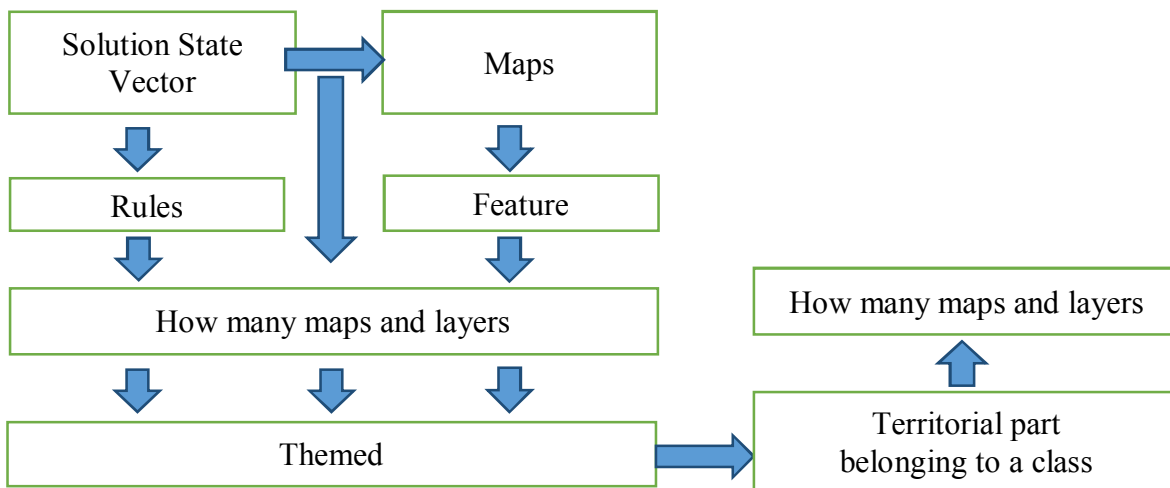 Solution State
Vector
Maps
Rules
Feature
How many maps and layers
How many maps and layers
Themed
Territorial part
belonging to a class